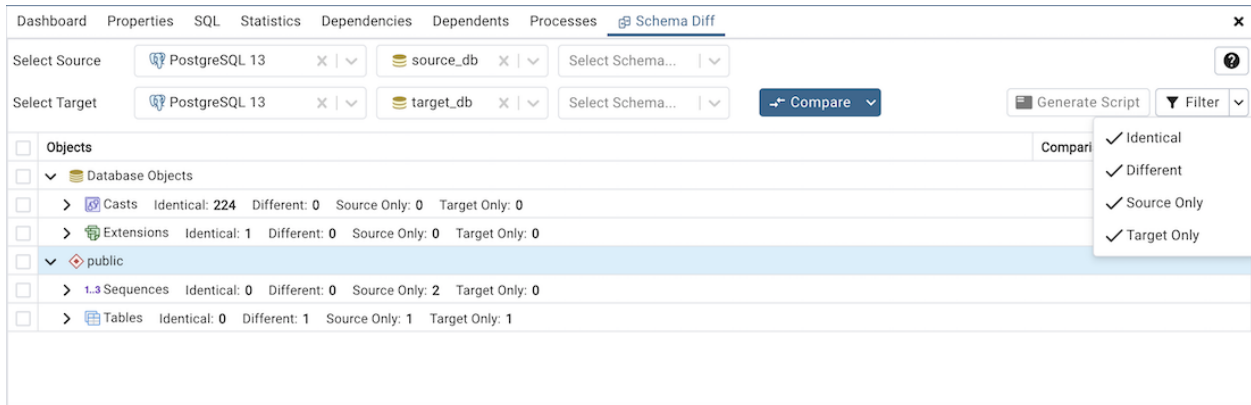 Dashboard Properties SQL Statistics Dependencies Dependents Processes Schema Diff
Select Source PostgreSQL 13 source_db Select Schema...
Select Target PostgreSQL 13 target_db Select Schema... Compare Generate Script Filter
Identical
Different
Source Only
Target Only
Objects Compari
Database Objects
Casts Identical: 224 Different: 0 Source Only: 0 Target Only: 0
Extensions Identical: 1 Different: 0 Source Only: 0 Target Only: 0
public
1..3 Sequences Identical: 0 Different: 0 Source Only: 2 Target Only: 0
Tables Identical: 0 Different: 1 Source Only: 1 Target Only: 1